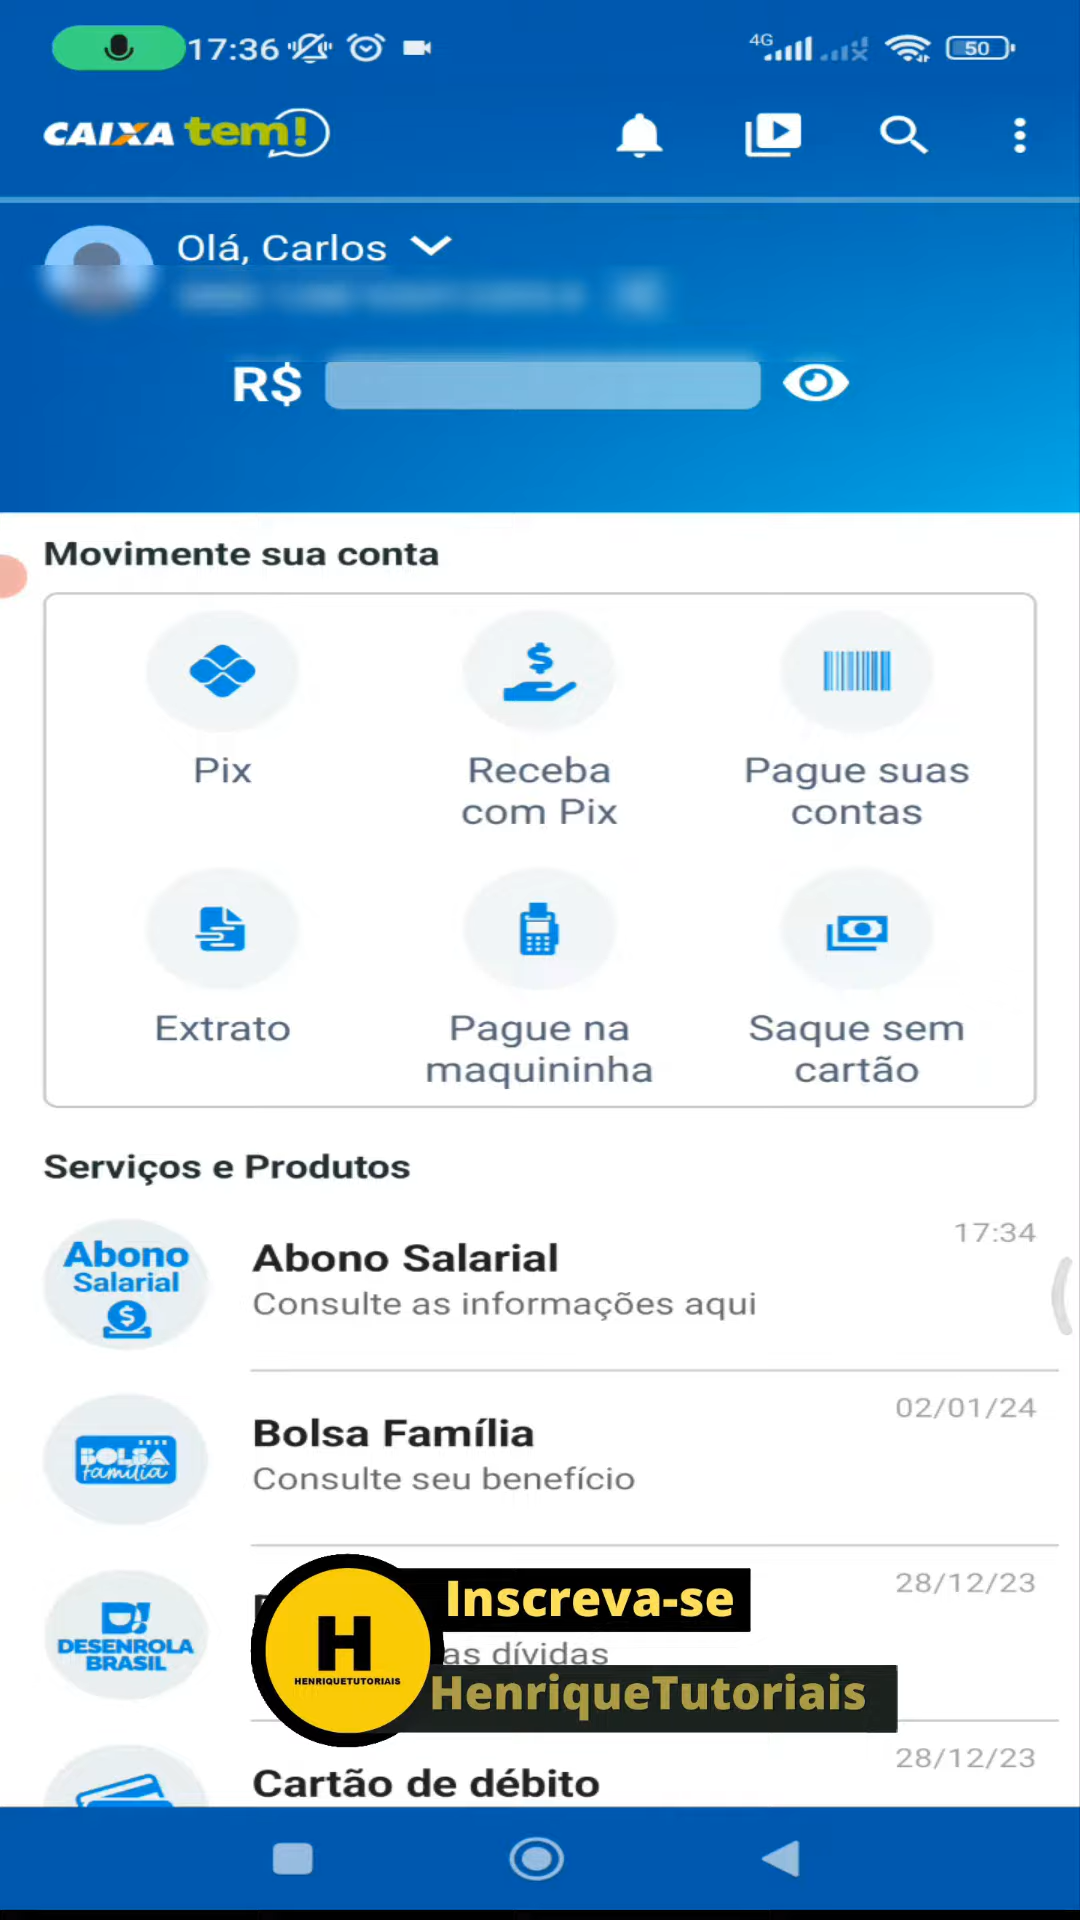 17:36
4G
50
CAIXA tem!
Olá, Carlos
R$
Movimente sua conta
Pix
Receba
com Pix
Pague suas
contas
Extrato
Pague na
maquininha
Saque sem
cartão
Serviços e Produtos
Abono
Salarial
Abono Salarial
17:34
Consulte as informações aqui
BOLSA
família
Bolsa Família
02/01/24
Consulte seu benefício
DESENROLA
BRASIL
28/12/23
as dívidas
H
HENRIQUETUTORIAIS
Inscreva-se
HenriqueTutoriais
Cartão de débito
28/12/23